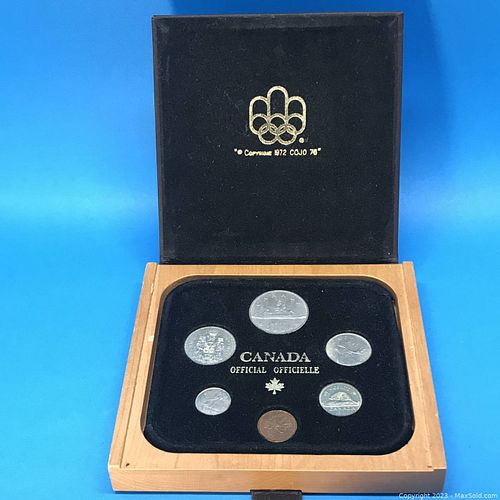 "© COPYRIGHT 1972 COJO 76"
CANADA
OFFICIAL OFFICIELLE
Copyright 2023 - MaxSold.com